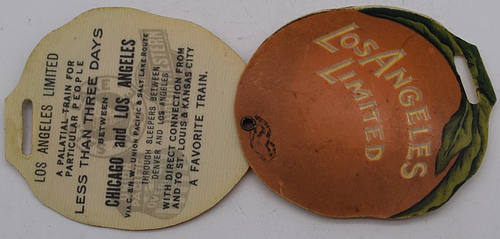 LOS ANGELES LIMITED
A PALATIAL TRAIN FOR
PARTICULAR PEOPLE
LESS THAN THREE DAYS
BETWEEN
CHICAGO and LOS ANGELES
VIA C. & N.W., UNION PACIFIC & SALT LAKE ROUTE
THROUGH SLEEPERS BETWEEN
DENVER AND LOS ANGELES
WITH DIRECT CONNECTION FROM
AND TO ST. LOUIS & KANSAS CITY
A FAVORITE TRAIN.
LOS ANGELES
LIMITED